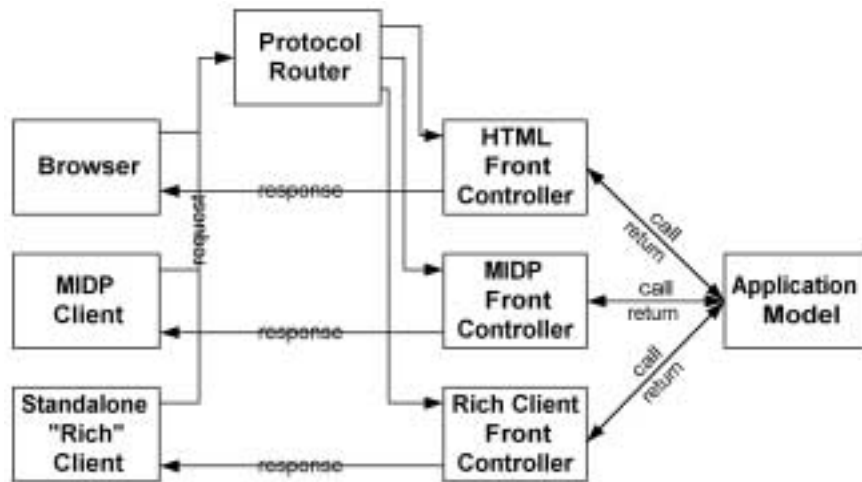 Protocol
Router
Browser
HTML
Front
Controller
response
request
call
return
MIDP
Client
MIDP
Front
Controller
call
return
Application
Model
response
call
return
Standalone
"Rich"
Client
Rich Client
Front
Controller
response